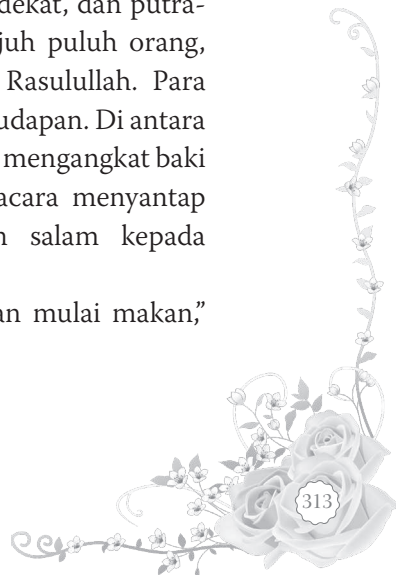 dekat, dan putra-
juh puluh orang,
Rasulullah. Para
udapan. Di antara
mengangkat baki
acara menyantap
salam kepada
an mulai makan,”
313